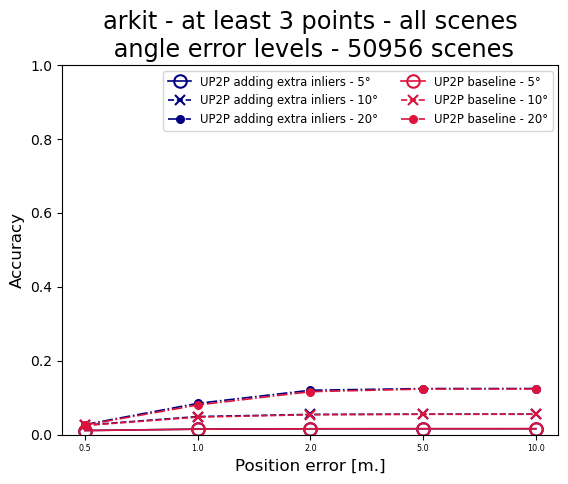 arkit - at least 3 points - all scenes
angle error levels - 50956 scenes
UP2P adding extra inliers - 5°
UP2P adding extra inliers - 10°
UP2P adding extra inliers - 20°
UP2P baseline - 5°
UP2P baseline - 10°
UP2P baseline - 20°
Accuracy
1.0
0.8
0.6
0.4
0.2
0.0
0.5 1.0 2.0 5.0 10.0
Position error [m.]